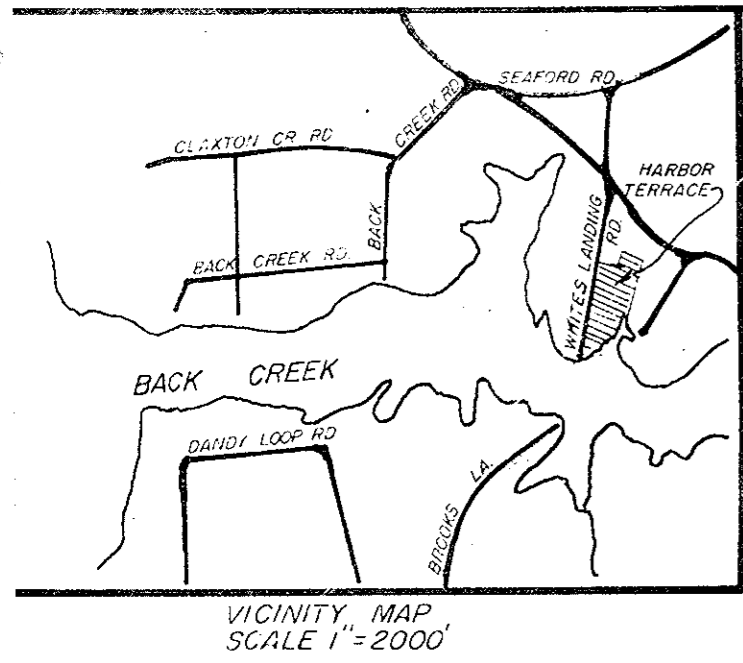 SEAFORD RD.
CREEK RD.
CLAXTON CR RD
HARBOR
TERRACE
BACK
WHITES LANDING
RD.
BACK CREEK RD.
BACK CREEK
DANDY LOOP RD
BROOKS LA.
VICINITY MAP
SCALE 1"=2000'